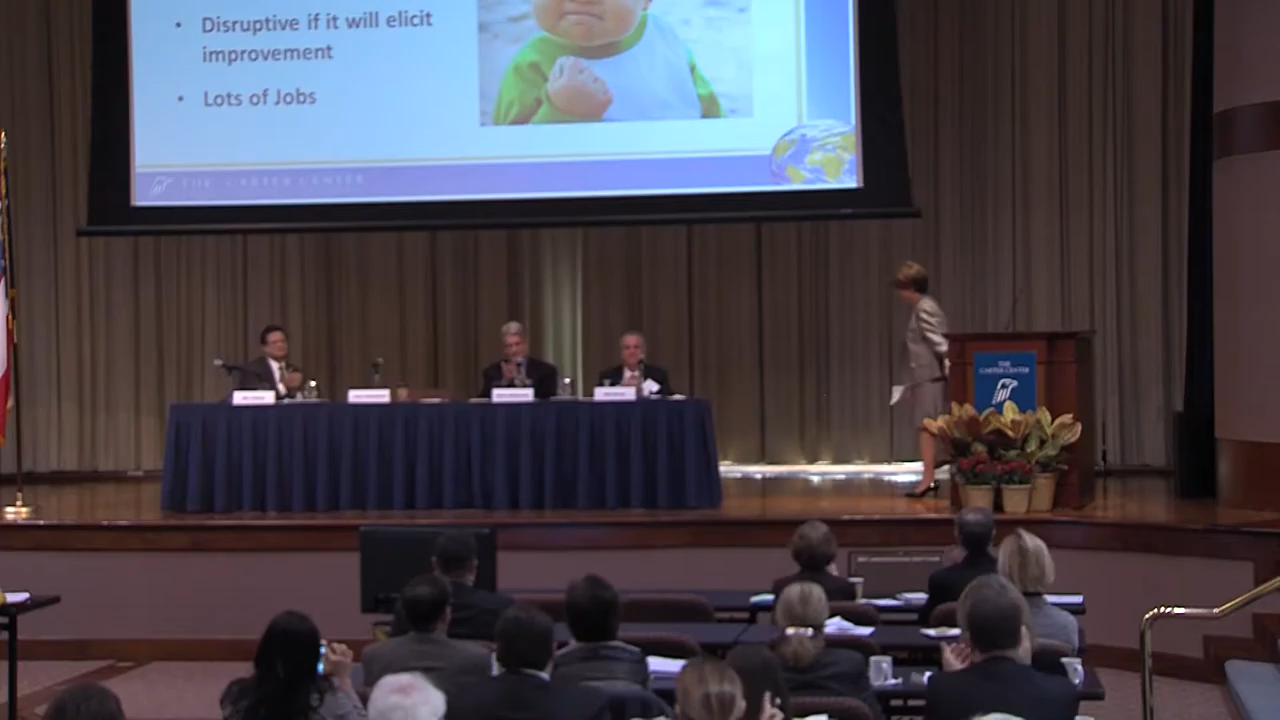 • Disruptive if it will elicit
improvement
• Lots of Jobs
THE CARTER CENTER
THE
CARTER CENTER